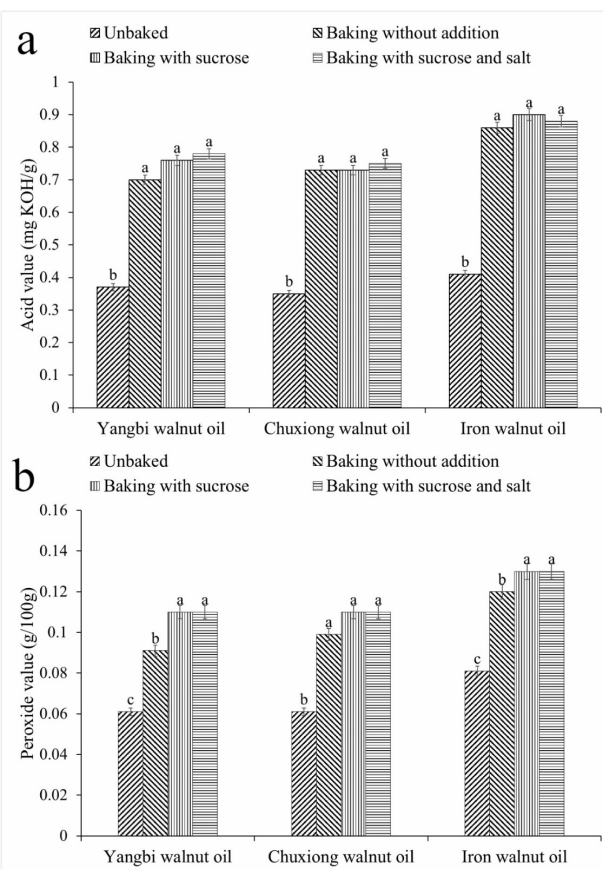 a
Unbaked Baking without addition
Baking with sucrose Baking with sucrose and salt
Acid value (mg KOH/g)
1
0.9
0.8
0.7
0.6
0.5
0.4
0.3
0.2
0.1
0
b a a a
b a a a
b a a a
Yangbi walnut oil Chuxiong walnut oil Iron walnut oil
b
Unbaked Baking without addition
Baking with sucrose Baking with sucrose and salt
Peroxide value (g/100g)
0.16
0.14
0.12
0.1
0.08
0.06
0.04
0.02
0
c b a a
b a a a
c b a a
Yangbi walnut oil Chuxiong walnut oil Iron walnut oil